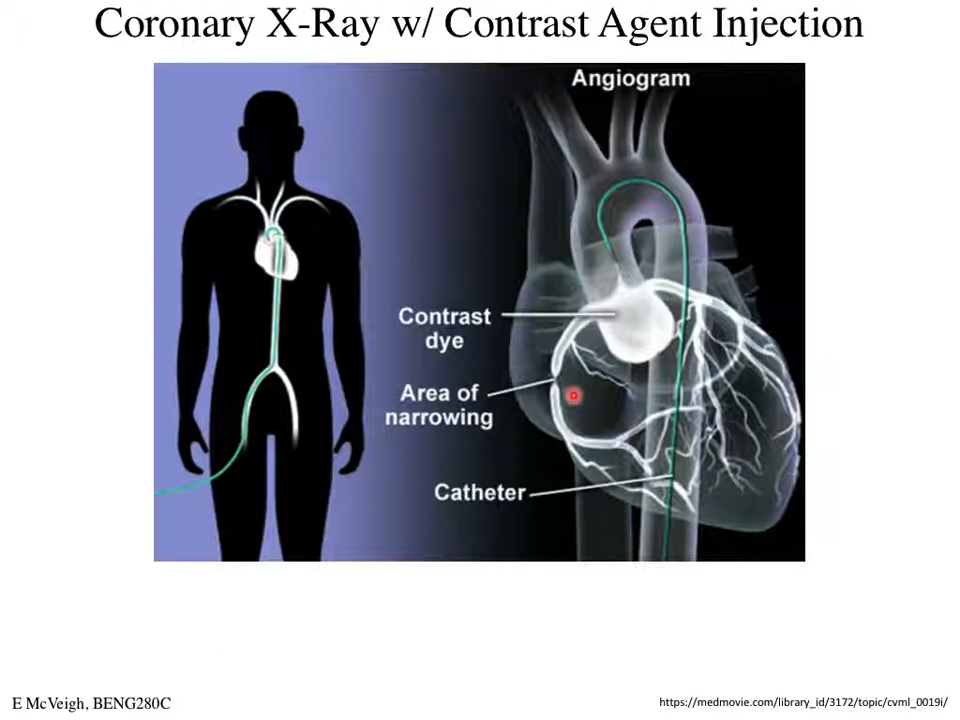 Coronary X-Ray w/ Contrast Agent Injection
Angiogram
Contrast
dye
Area of
narrowing
Catheter
E McVeigh, BENG280C
https://medmovie.com/library_id/3172/topic/cvml_0019i/